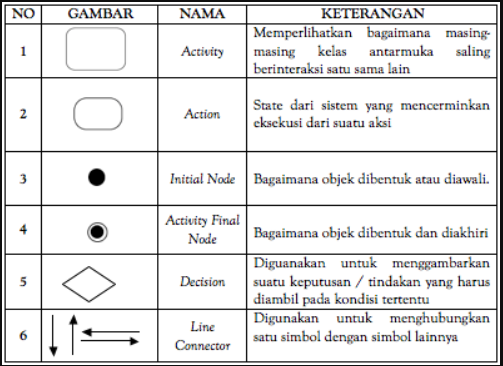 NO GAMBAR NAMA KETERANGAN
1 Activity Memperlihatkan bagaimana masing-
masing kelas antarmuka saling
berinteraksi satu sama lain
2 Action State dari sistem yang mencerminkan
eksekusi dari suatu aksi
3 Initial Node Bagaimana objek dibentuk atau diawali.
4 Activity Final
Node Bagaimana objek dibentuk dan diakhiri
5 Decision Diguanakan untuk menggambarkan
suatu keputusan / tindakan yang harus
diambil pada kondisi tertentu
6 Line
Connector Digunakan untuk menghubungkan
satu simbol dengan simbol lainnya